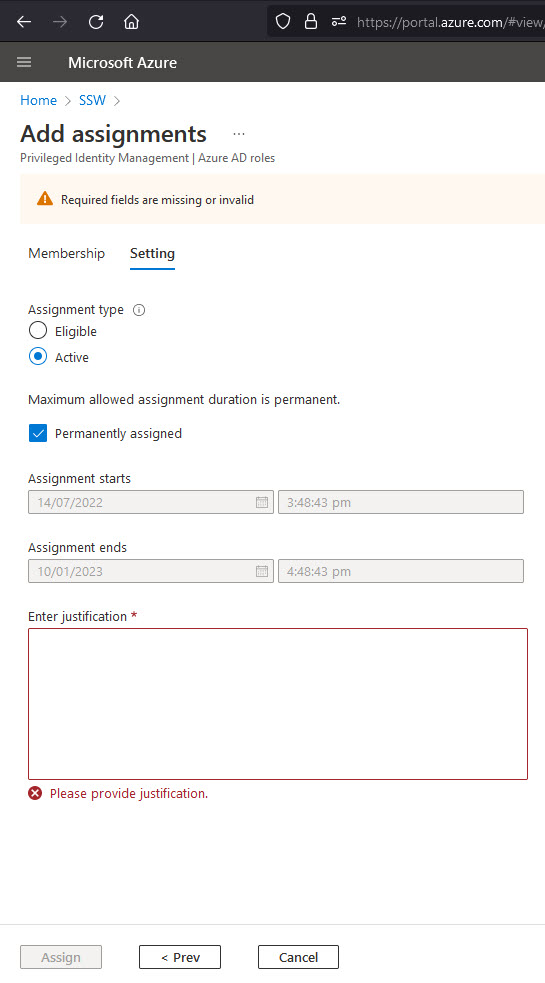 https://portal.azure.com/#view/
Microsoft Azure
Home > SSW >
Add assignments ...
Privileged Identity Management | Azure AD roles
Required fields are missing or invalid
Membership Setting
Assignment type
Eligible
Active
Maximum allowed assignment duration is permanent.
Permanently assigned
Assignment starts
14/07/2022 3:48:43 pm
Assignment ends
10/01/2023 4:48:43 pm
Enter justification *
Please provide justification.
Assign < Prev Cancel